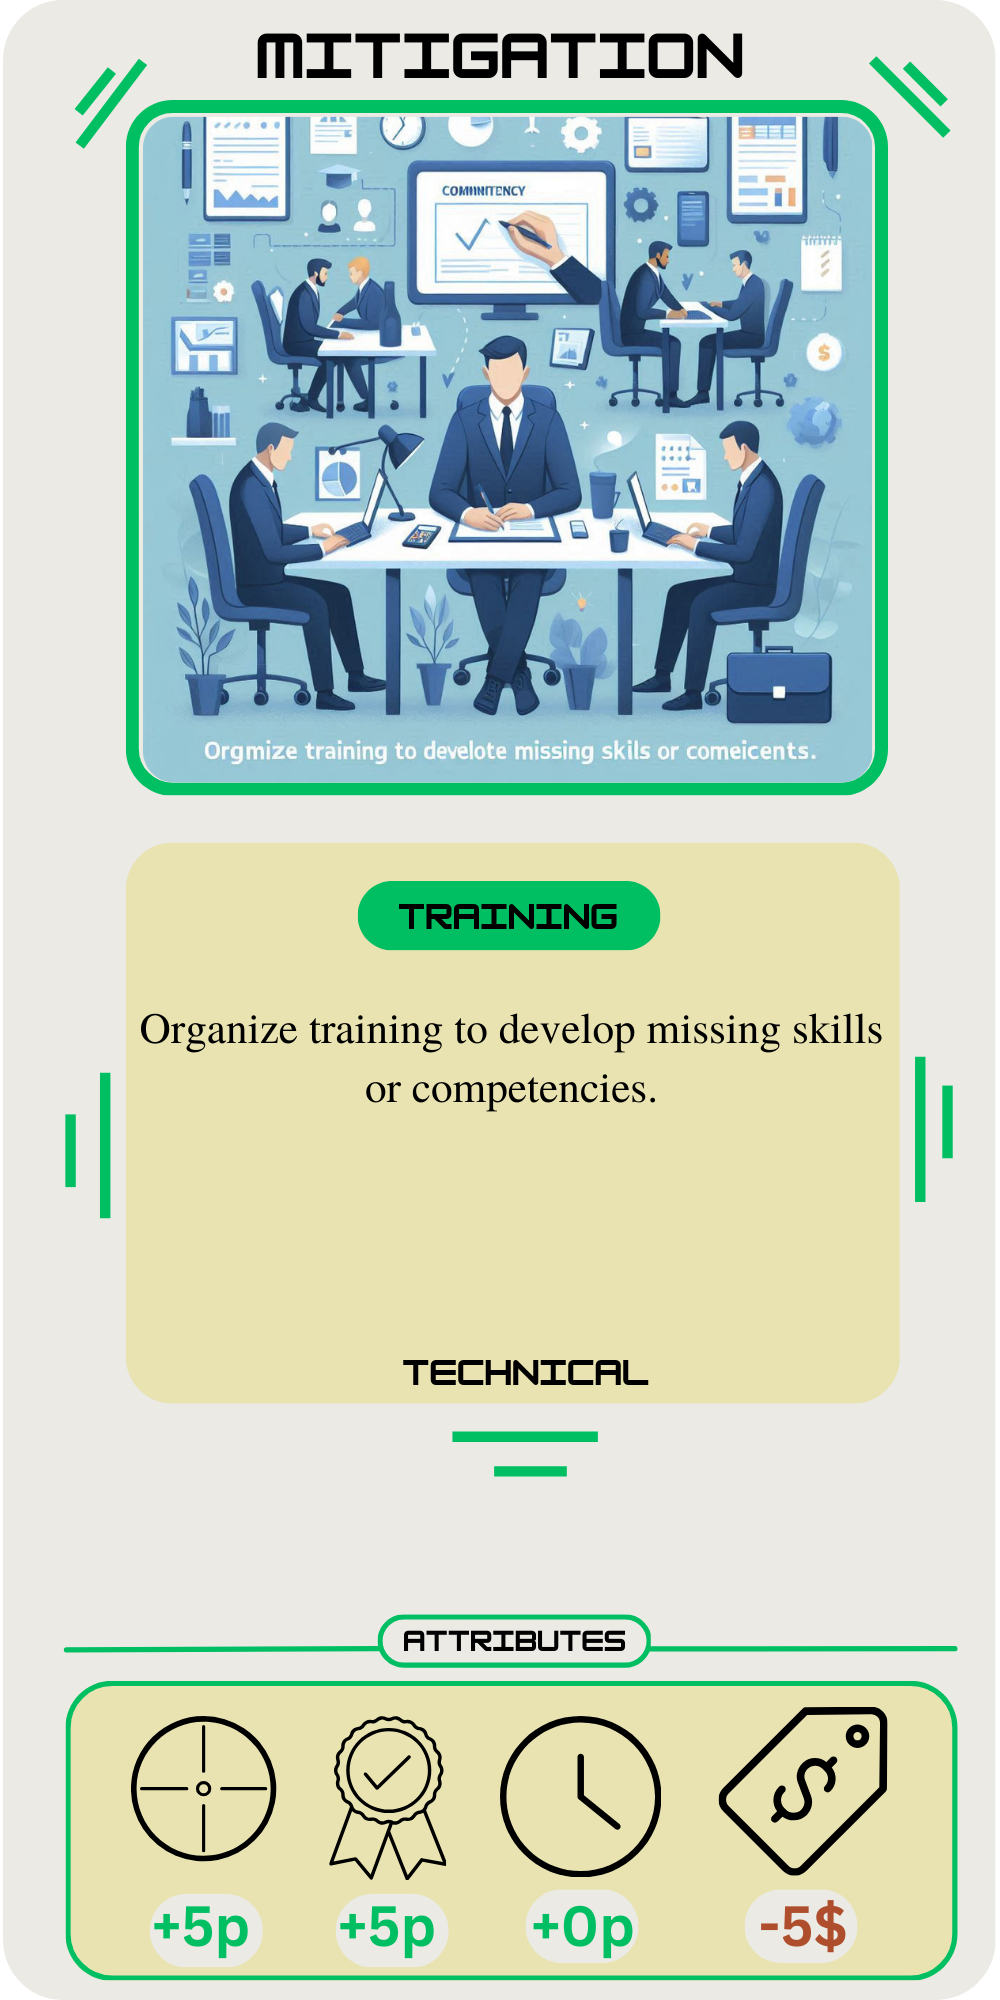 MITIGATION
COMMINTENCY
Orgmize training to develote missing skils or comeicents.
TRAINING
Organize training to develop missing skills
or competencies.
TECHNICAL
ATTRIBUTES
+5p +5p +0p -5$